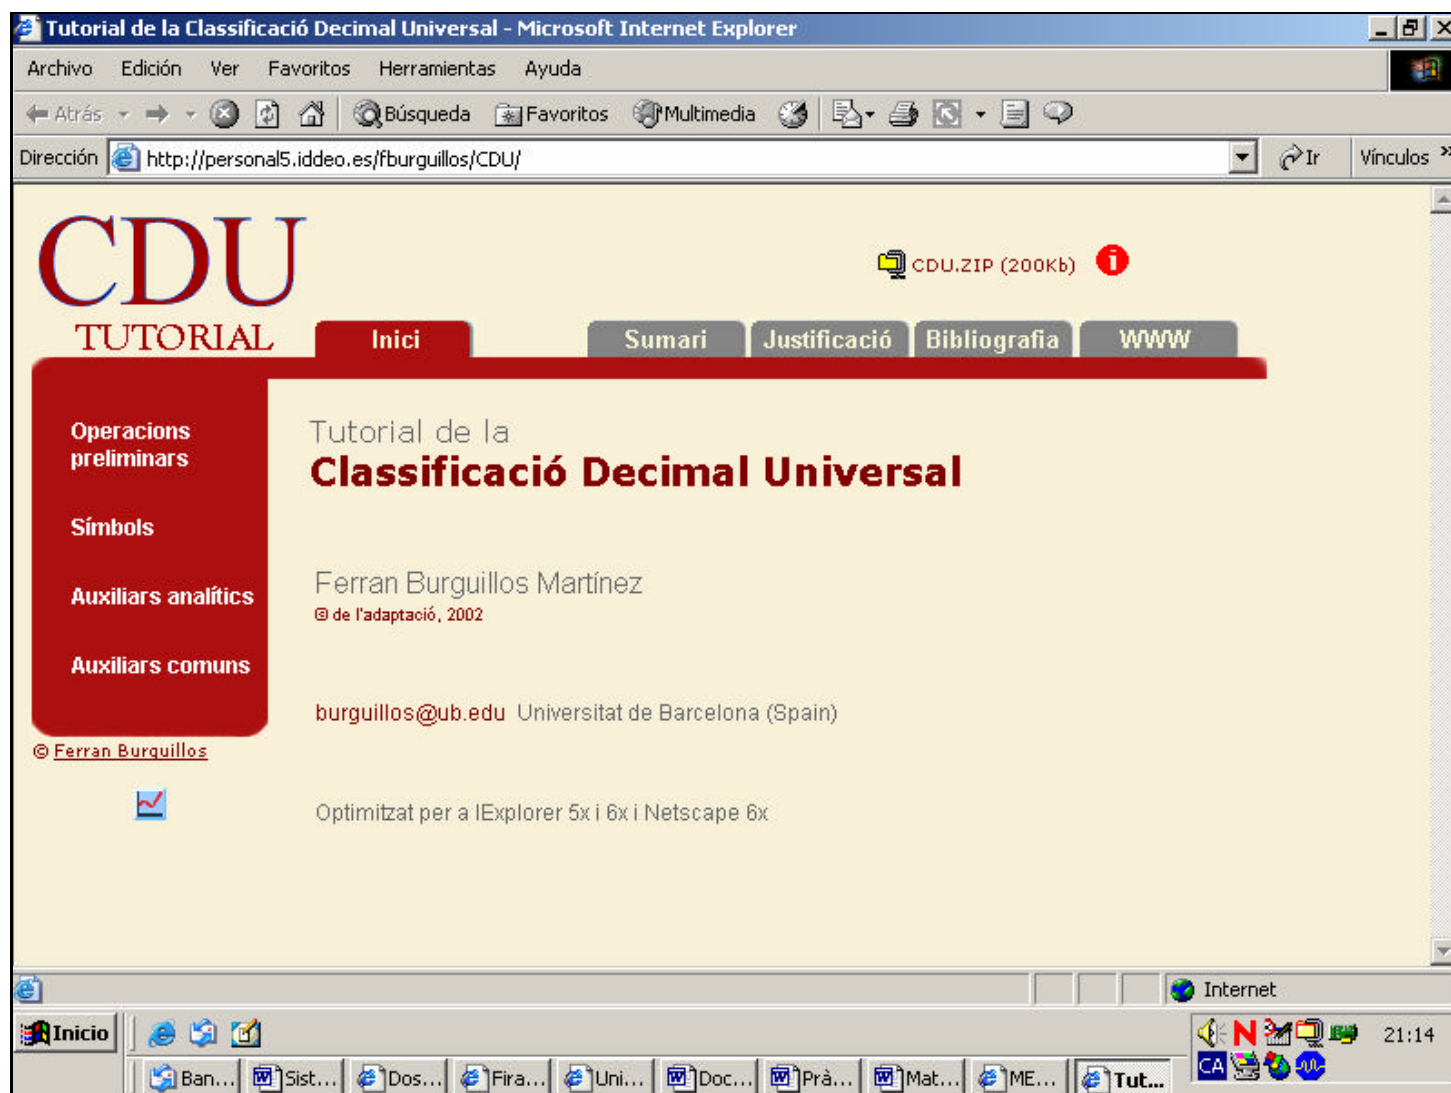 Tutorial de la Classificació Decimal Universal - Microsoft Internet Explorer
Archivo Edición Ver Favoritos Herramientas Ayuda
Atrás Búsqueda Favoritos Multimedia
Dirección http://personal5.iddeo.es/fburguillos/CDU/ Ir Vínculos »
CDU
TUTORIAL
CDU.ZIP (200Kb) i
Inici Sumari Justificació Bibliografia WWW
Operacions
preliminars
Símbols
Auxiliars analítics
Auxiliars comuns
© Ferran Burguillos
Tutorial de la
Classificació Decimal Universal
Ferran Burguillos Martínez
© de l'adaptació, 2002
burguillos@ub.edu Universitat de Barcelona (Spain)
Optimitzat per a IExplorer 5x i 6x i Netscape 6x
Internet
Inicio N 21:14
Ban... Sist... Dos... Fira... Uni... Doc... Prà... Mat... ME... Tut... CA